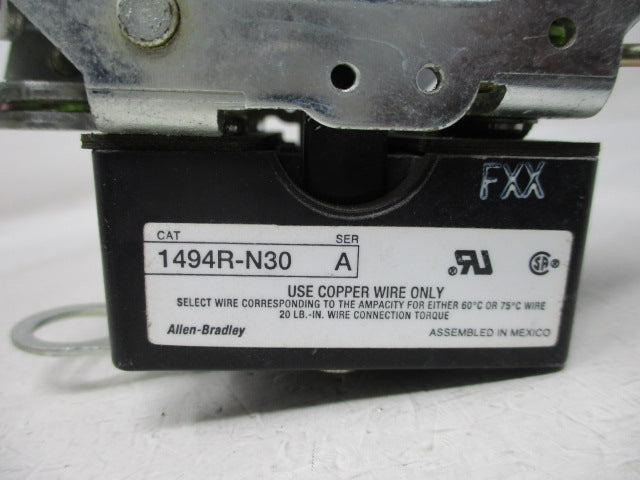 FXX
CAT SER
1494R-N30 A
USE COPPER WIRE ONLY
SELECT WIRE CORRESPONDING TO THE AMPACITY FOR EITHER 60°C OR 75°C WIRE
20 LB.-IN. WIRE CONNECTION TORQUE
Allen-Bradley ASSEMBLED IN MEXICO